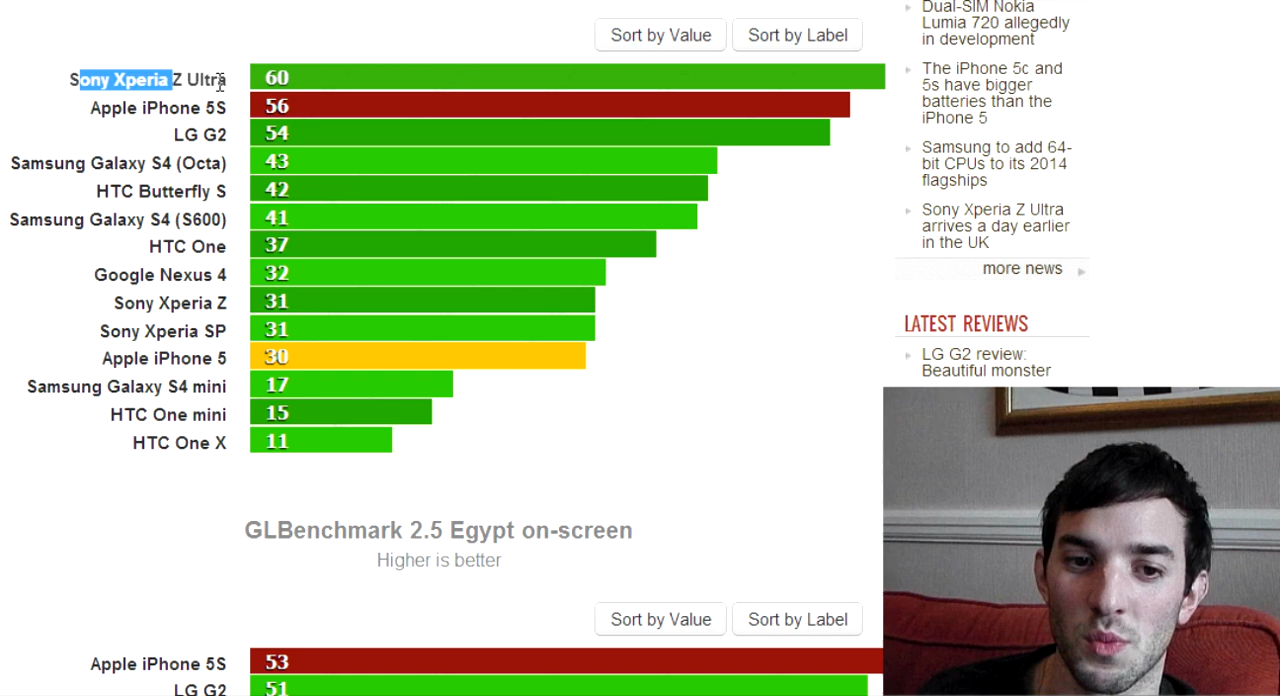 Sort by Value
Sort by Label
Sony Xperia Z Ultra 60
Apple iPhone 5S 56
LG G2 54
Samsung Galaxy S4 (Octa) 43
HTC Butterfly S 42
Samsung Galaxy S4 (S600) 41
HTC One 37
Google Nexus 4 32
Sony Xperia Z 31
Sony Xperia SP 31
Apple iPhone 5 30
Samsung Galaxy S4 mini 17
HTC One mini 15
HTC One X 11
GLBenchmark 2.5 Egypt on-screen
Higher is better
Sort by Value
Sort by Label
Apple iPhone 5S 53
LG G2 51
Dual-SIM Nokia
Lumia 720 allegedly
in development
The iPhone 5c and
5s have bigger
batteries than the
iPhone 5
Samsung to add 64-
bit CPUs to its 2014
flagships
Sony Xperia Z Ultra
arrives a day earlier
in the UK
more news
LATEST REVIEWS
LG G2 review:
Beautiful monster